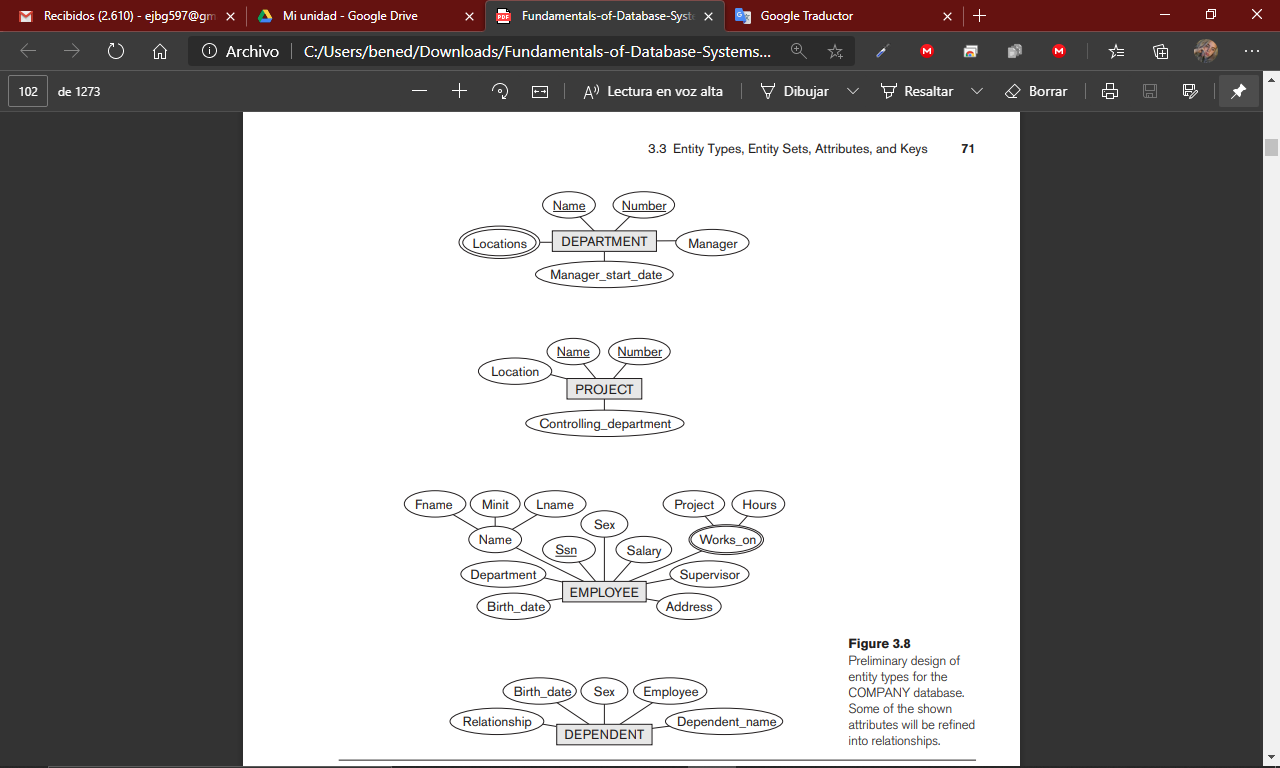 Recibidos (2.610) - ejbg597@gm
Mi unidad - Google Drive
PDF
Fundamentals-of-Database-Syst
Google Traductor
Archivo
C:/Users/bened/Downloads/Fundamentals-of-Database-Systems...
102 de 1273
Lectura en voz alta
Dibujar
Resaltar
Borrar
3.3 Entity Types, Entity Sets, Attributes, and Keys 71
Name Number
Locations DEPARTMENT Manager
Manager_start_date
Name Number
Location
PROJECT
Controlling_department
Fname Minit Lname Project Hours
Sex
Name Works_on
Ssn Salary
Department Supervisor
EMPLOYEE
Birth_date Address
Figure 3.8
Preliminary design of
entity types for the
COMPANY database.
Some of the shown
attributes will be refined
into relationships.
Birth_date Sex Employee
Relationship Dependent_name
DEPENDENT